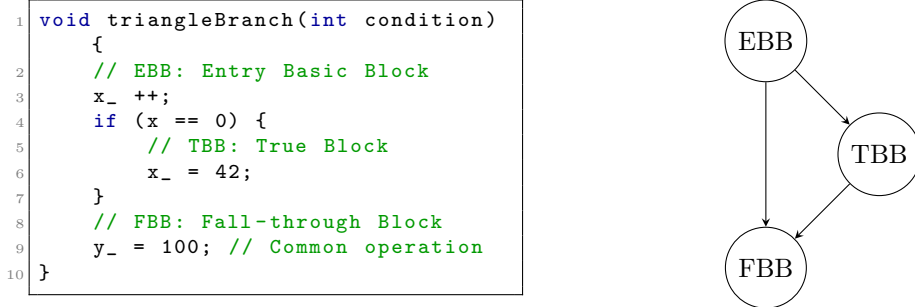 1 void triangleBranch(int condition)
{
2 // EBB: Entry Basic Block
3 x_ ++;
4 if (x == 0) {
5 // TBB: True Block
6 x_ = 42;
7 }
8 // FBB: Fall-through Block
9 y_ = 100; // Common operation
10 }
EBB
TBB
FBB